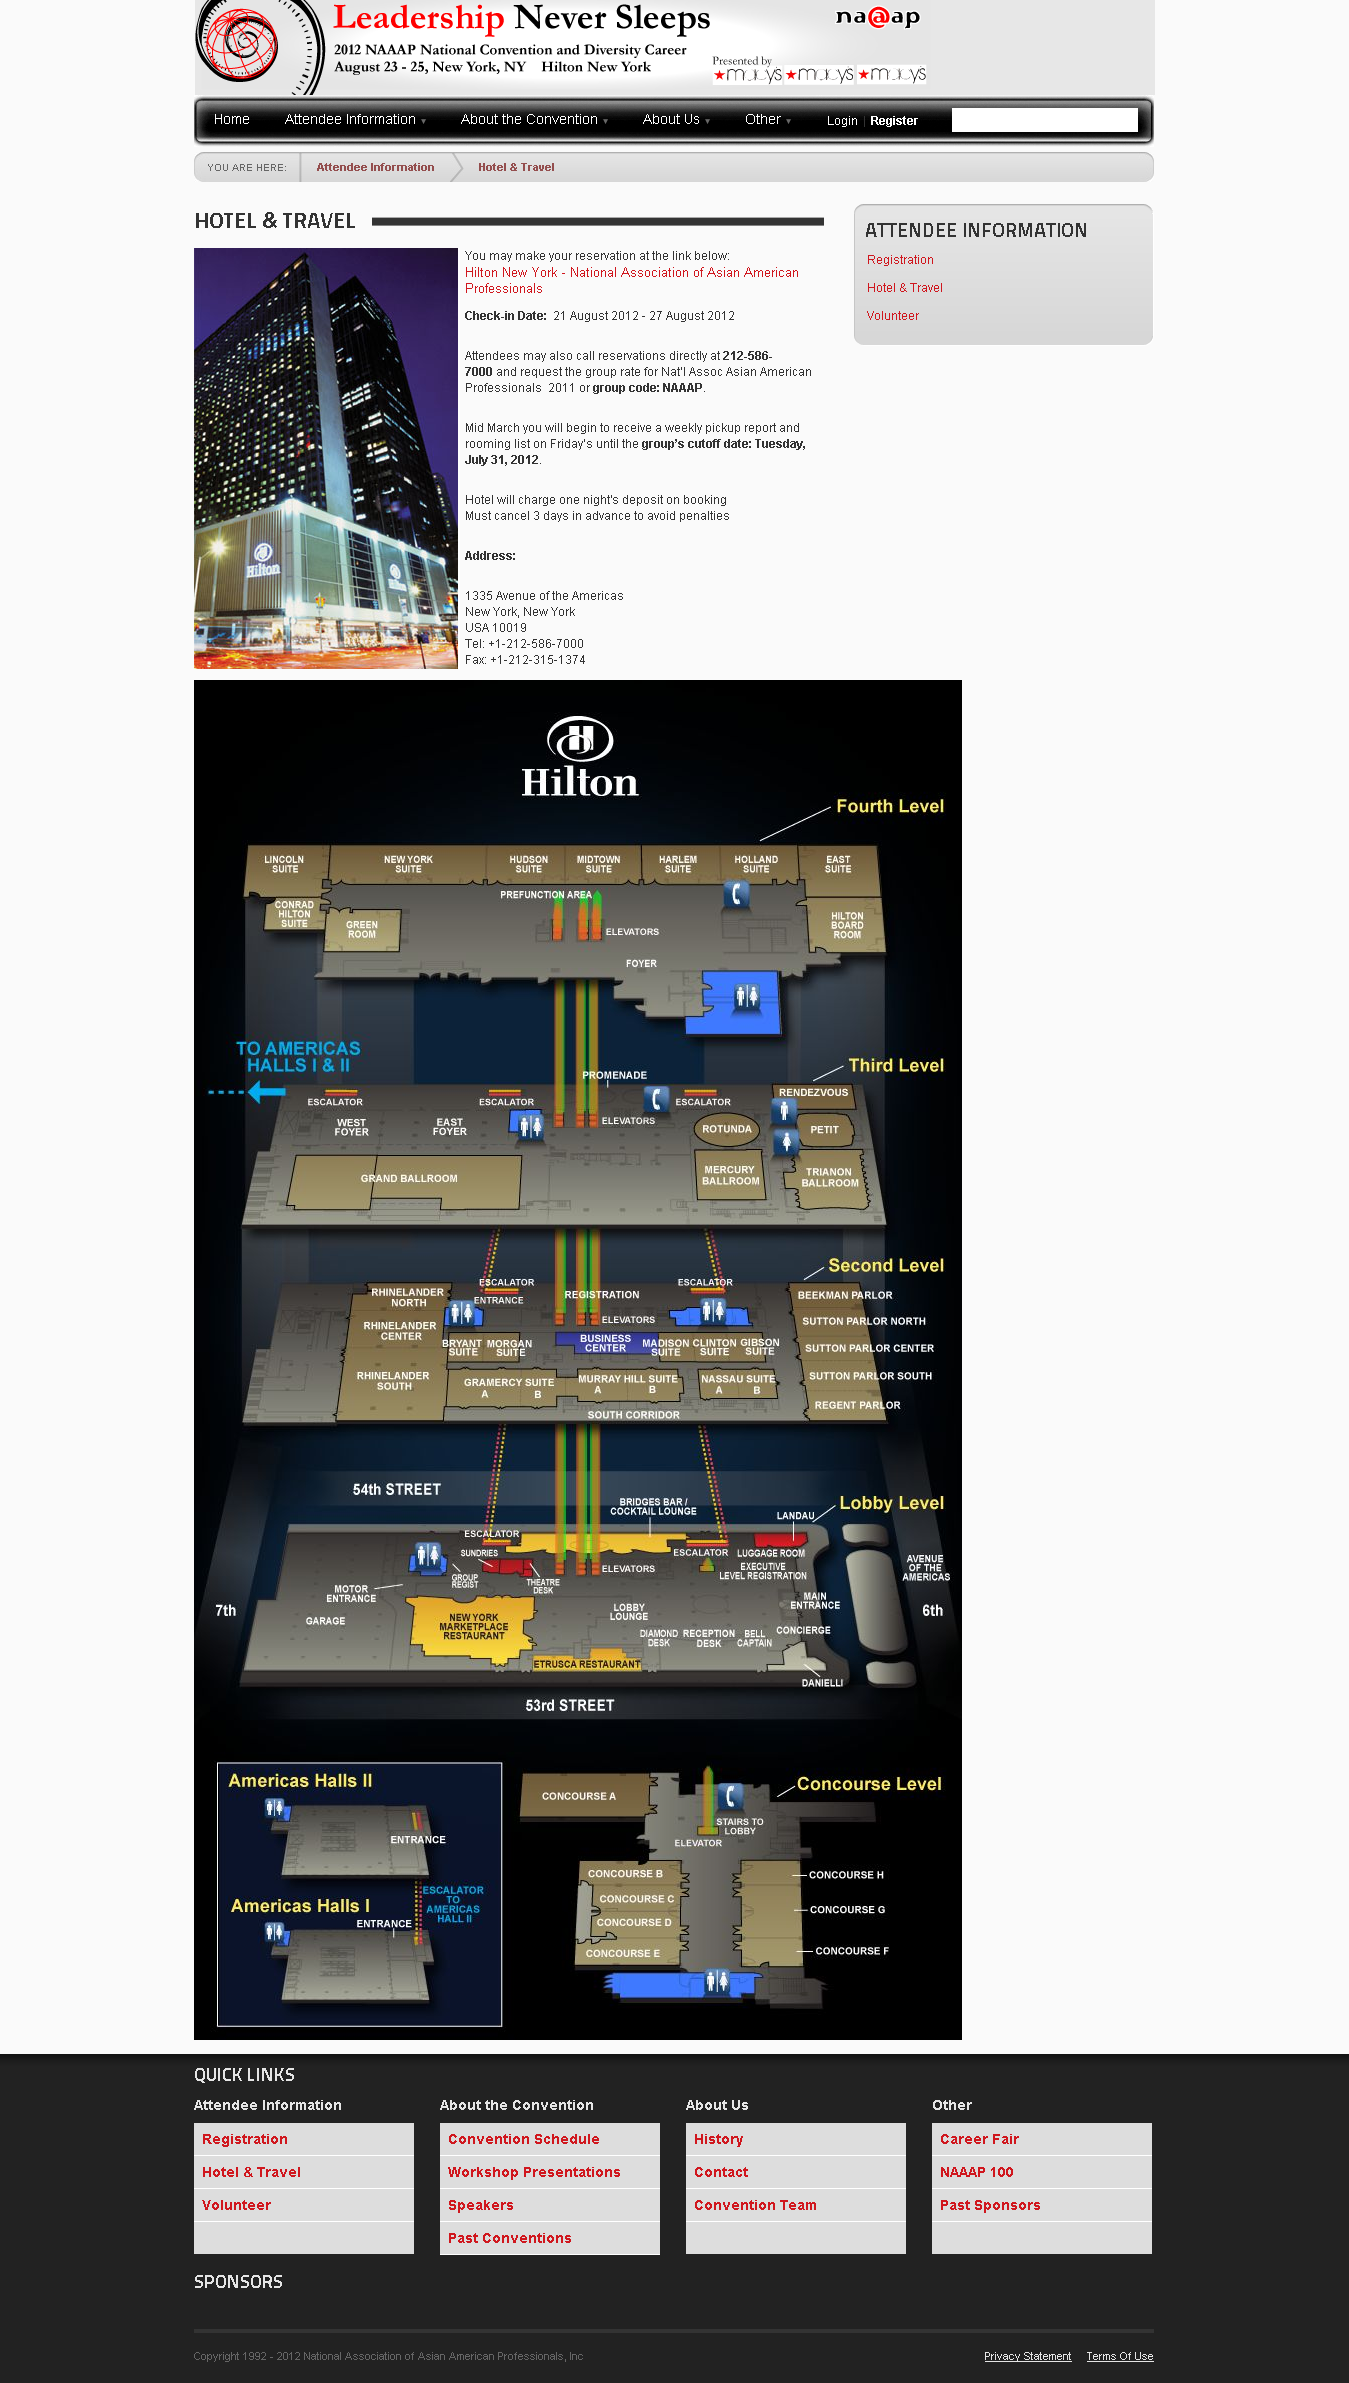 Leadership Never Sleeps
na@ap
2012 NAAAP National Convention and Diversity Career
August 23 - 25, New York, NY Hilton New York
Presented by
macys macys macys
Home
Attendee Information
About the Convention
About Us
Other
Login
Register
YOU ARE HERE:
Attendee Information
Hotel & Travel
HOTEL & TRAVEL
You may make your reservation at the link below:
Hilton New York - National Association of Asian American
Professionals
Check-in Date: 21 August 2012 - 27 August 2012
Attendees may also call reservations directly at 212-586-
7000 and request the group rate for Nat'l Assoc Asian American
Professionals 2011 or group code: NAAAP.
Mid March you will begin to receive a weekly pickup report and
rooming list on Friday's until the group's cutoff date: Tuesday,
July 31, 2012.
Hotel will charge one night's deposit on booking
Must cancel 3 days in advance to avoid penalties
Address:
1335 Avenue of the Americas
New York, New York
USA 10019
Tel: +1-212-586-7000
Fax: +1-212-315-1374
Hilton
Hilton
ATTENDEE INFORMATION
Registration
Hotel & Travel
Volunteer
Hilton
Fourth Level
LINCOLN
SUITE
NEW YORK
SUITE
HUDSON
SUITE
MIDTOWN
SUITE
HARLEM
SUITE
HOLLAND
SUITE
EAST
SUITE
PREFUNCTION AREA
CONRAD
HILTON
SUITE
GREEN
ROOM
HILTON
BOARD
ROOM
ELEVATORS
FOYER
TO AMERICAS
HALLS I & II
Third Level
PROMENADE
RENDEZVOUS
ESCALATOR
ESCALATOR
ESCALATOR
WEST
FOYER
EAST
FOYER
ELEVATORS
ROTUNDA
PETIT
GRAND BALLROOM
MERCURY
BALLROOM
TRIANON
BALLROOM
Second Level
ESCALATOR
ESCALATOR
RHINELANDER
NORTH
ENTRANCE
REGISTRATION
BEEKMAN PARLOR
ELEVATORS
SUTTON PARLOR NORTH
RHINELANDER
CENTER
BRYANT
SUITE
MORGAN
SUITE
BUSINESS
CENTER
MADISON
SUITE
CLINTON
SUITE
GIBSON
SUITE
SUTTON PARLOR CENTER
RHINELANDER
SOUTH
GRAMERCY SUITE
A B
MURRAY HILL SUITE
A B
NASSAU SUITE
A B
SUTTON PARLOR SOUTH
REGENT PARLOR
SOUTH CORRIDOR
54th STREET
Lobby Level
BRIDGES BAR /
COCKTAIL LOUNGE
LANDAU
ESCALATOR
SUNDRIES
ESCALATOR
LUGGAGE ROOM
ELEVATORS
EXECUTIVE
LEVEL REGISTRATION
AVENUE
OF THE
AMERICAS
GROUP
REGIST
THEATRE
DESK
MOTOR
ENTRANCE
MAIN
ENTRANCE
7th
GARAGE
NEW YORK
MARKETPLACE
RESTAURANT
LOBBY
LOUNGE
6th
DIAMOND
DESK
RECEPTION
DESK
BELL
CAPTAIN
CONCIERGE
ETRUSCA RESTAURANT
DANIELLI
53rd STREET
Americas Halls II
ENTRANCE
Americas Halls I
ENTRANCE
ESCALATOR
TO
AMERICAS
HALL II
Concourse Level
CONCOURSE A
STAIRS TO
LOBBY
ELEVATOR
CONCOURSE B
CONCOURSE C
CONCOURSE D
CONCOURSE E
CONCOURSE H
CONCOURSE G
CONCOURSE F
QUICK LINKS
Attendee Information
Registration
Hotel & Travel
Volunteer
About the Convention
Convention Schedule
Workshop Presentations
Speakers
Past Conventions
About Us
History
Contact
Convention Team
Other
Career Fair
NAAAP 100
Past Sponsors
SPONSORS
Copyright 1992 - 2012 National Association of Asian American Professionals, Inc
Privacy Statement
Terms Of Use